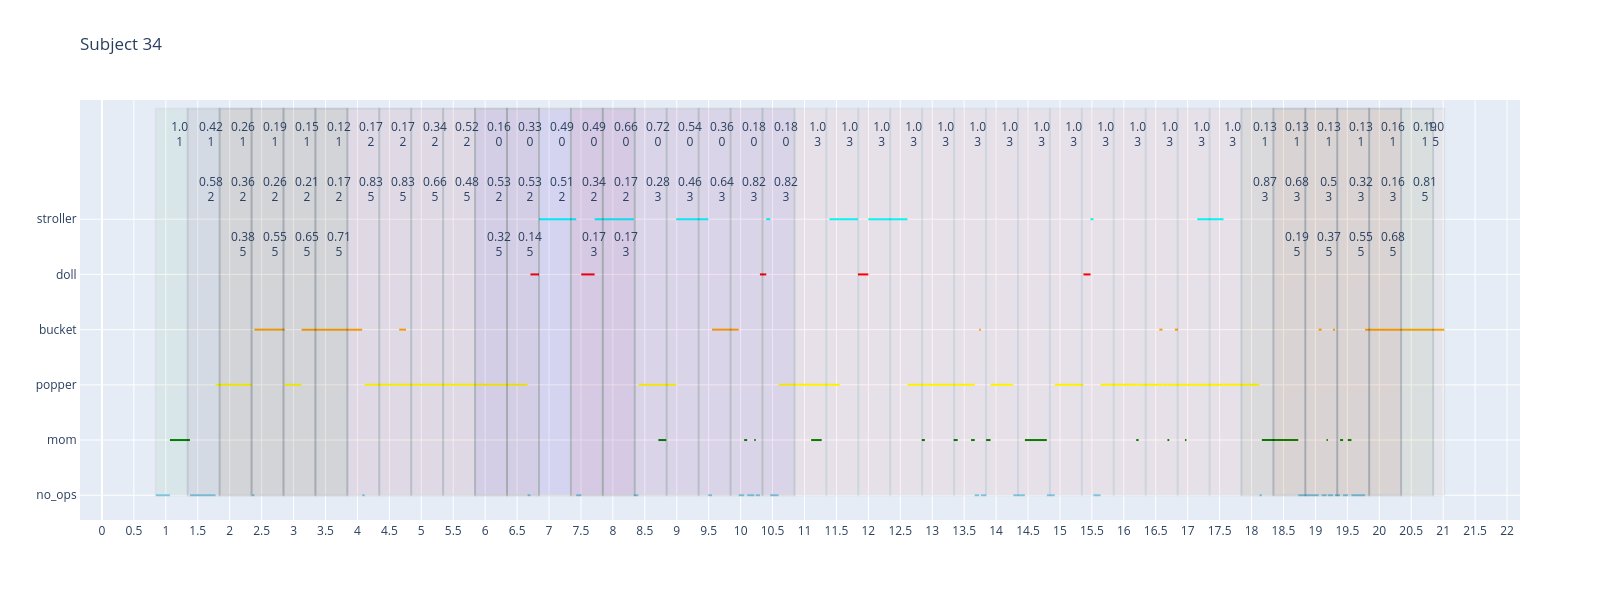 Subject 34
1.0 0.42 0.26 0.19 0.15 0.12 0.17 0.17 0.34 0.52 0.16 0.33 0.49 0.49 0.66 0.72 0.54 0.36 0.18 0.18 1.0 1.0 1.0 1.0 1.0 1.0 1.0 1.0 1.0 1.0 1.0 1.0 1.0 1.0 0.13 0.13 0.13 0.13 0.16
1 1 1 1 1 1 2 2 2 2 0 0 0 0 0 0 0 0 0 0 3 3 3 3 3 3 3 3 3 3 3 3 3 3 1 1 1 1 1 1 5
0.58 0.36 0.26 0.21 0.17 0.83 0.83 0.66 0.48 0.53 0.53 0.51 0.34 0.17 0.28 0.46 0.64 0.82 0.82 0.87 0.68 0.5 0.32 0.16 0.81
2 2 2 2 2 5 5 5 5 2 2 2 2 2 3 3 3 3 3 3 3 3 3 3 5
stroller
0.38 0.55 0.65 0.71 0.32 0.14 0.17 0.17 0.19 0.37 0.55 0.68
5 5 5 5 5 5 3 3 5 5 5 5
doll
bucket
popper
mom
no_ops
0 0.5 1 1.5 2 2.5 3 3.5 4 4.5 5 5.5 6 6.5 7 7.5 8 8.5 9 9.5 10 10.5 11 11.5 12 12.5 13 13.5 14 14.5 15 15.5 16 16.5 17 17.5 18 18.5 19 19.5 20 20.5 21 21.5 22